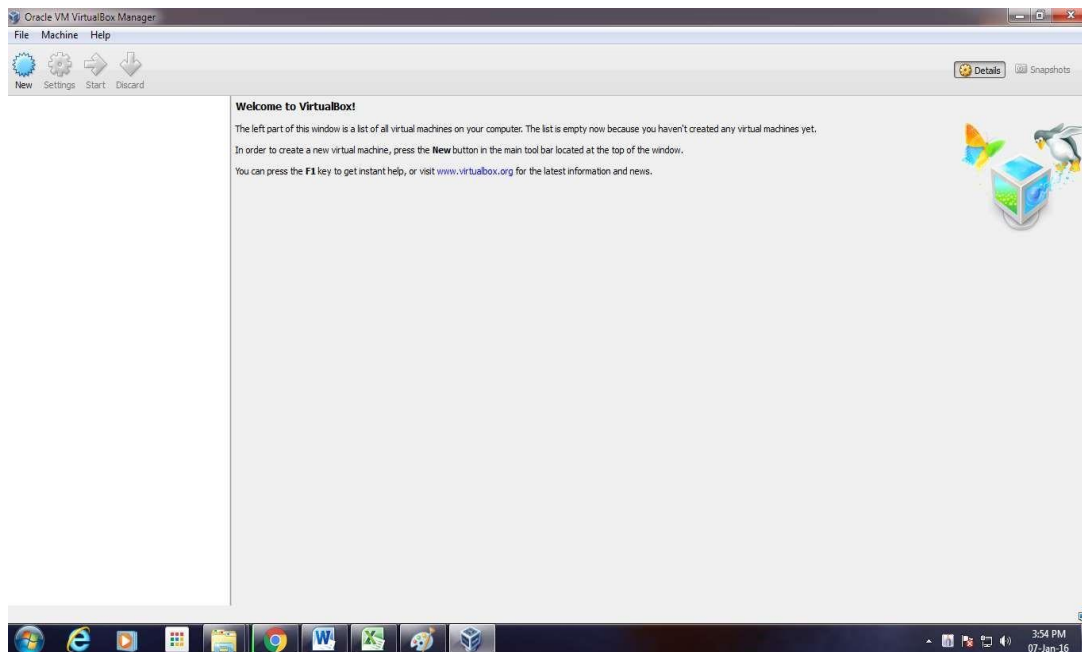 Oracle VM VirtualBox Manager
File Machine Help
New Settings Start Discard
Details Snapshots
Welcome to VirtualBox!
The left part of this window is a list of all virtual machines on your computer. The list is empty now because you haven't created any virtual machines yet.
In order to create a new virtual machine, press the New button in the main tool bar located at the top of the window.
You can press the F1 key to get instant help, or visit www.virtualbox.org for the latest information and news.
3:54 PM
07-Jan-16